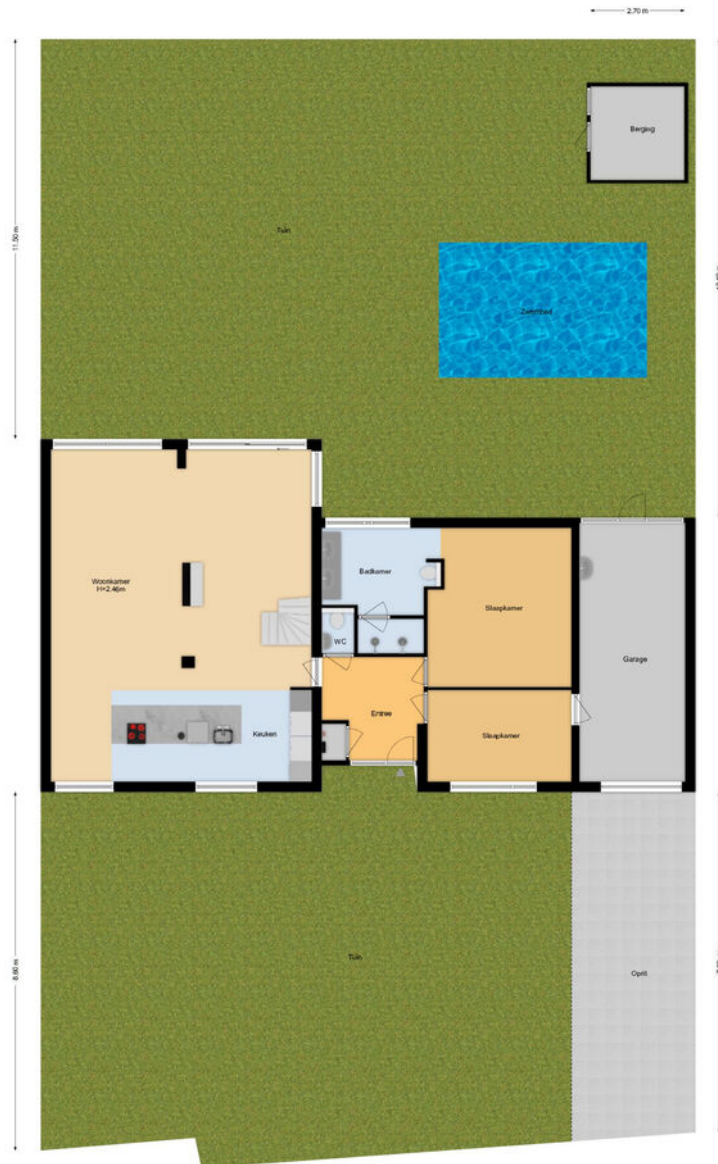 2.70 m
Berging
Tuin
11.50 m
Zwembad
Woonkamer
H=2.46m
Badkamer
Slaapkamer
WC
Garage
Entree
Keuken
Slaapkamer
Tuin
8.60 m
Oprit